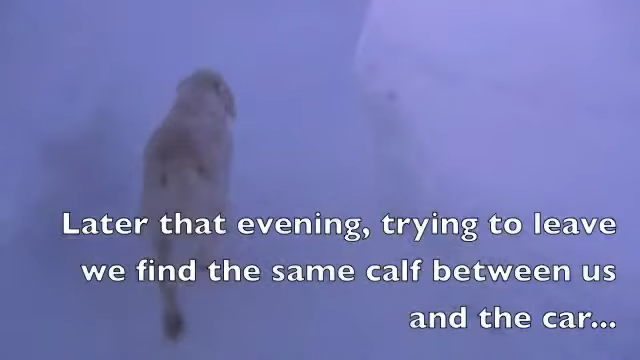 Later that evening, trying to leave
we find the same calf between us
and the car...